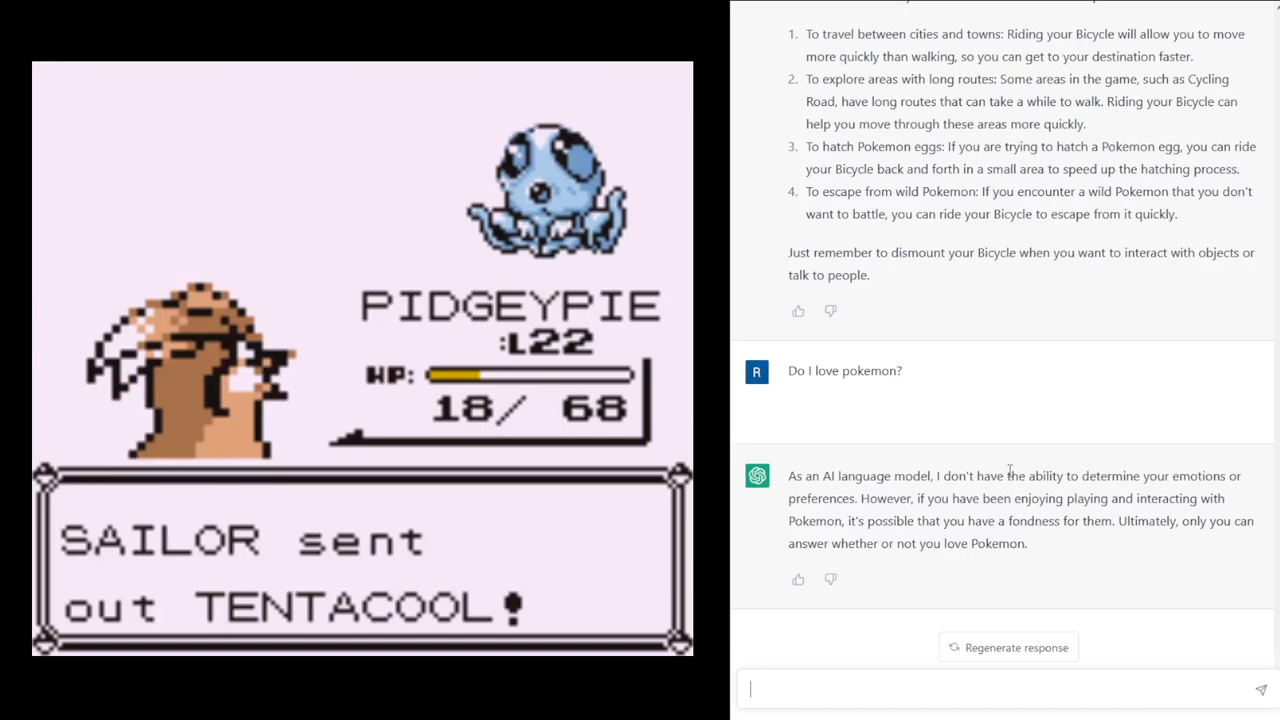 PIDGEYPIE
:L22
HP:
18/ 68
SAILOR sent
out TENTACOOL!
1. To travel between cities and towns: Riding your Bicycle will allow you to move
more quickly than walking, so you can get to your destination faster.
2. To explore areas with long routes: Some areas in the game, such as Cycling
Road, have long routes that can take a while to walk. Riding your Bicycle can
help you move through these areas more quickly.
3. To hatch Pokemon eggs: If you are trying to hatch a Pokemon egg, you can ride
your Bicycle back and forth in a small area to speed up the hatching process.
4. To escape from wild Pokemon: If you encounter a wild Pokemon that you don't
want to battle, you can ride your Bicycle to escape from it quickly.
Just remember to dismount your Bicycle when you want to interact with objects or
talk to people.
R
Do I love pokemon?
As an AI language model, I don't have the ability to determine your emotions or
preferences. However, if you have been enjoying playing and interacting with
Pokemon, it's possible that you have a fondness for them. Ultimately, only you can
answer whether or not you love Pokemon.
Regenerate response